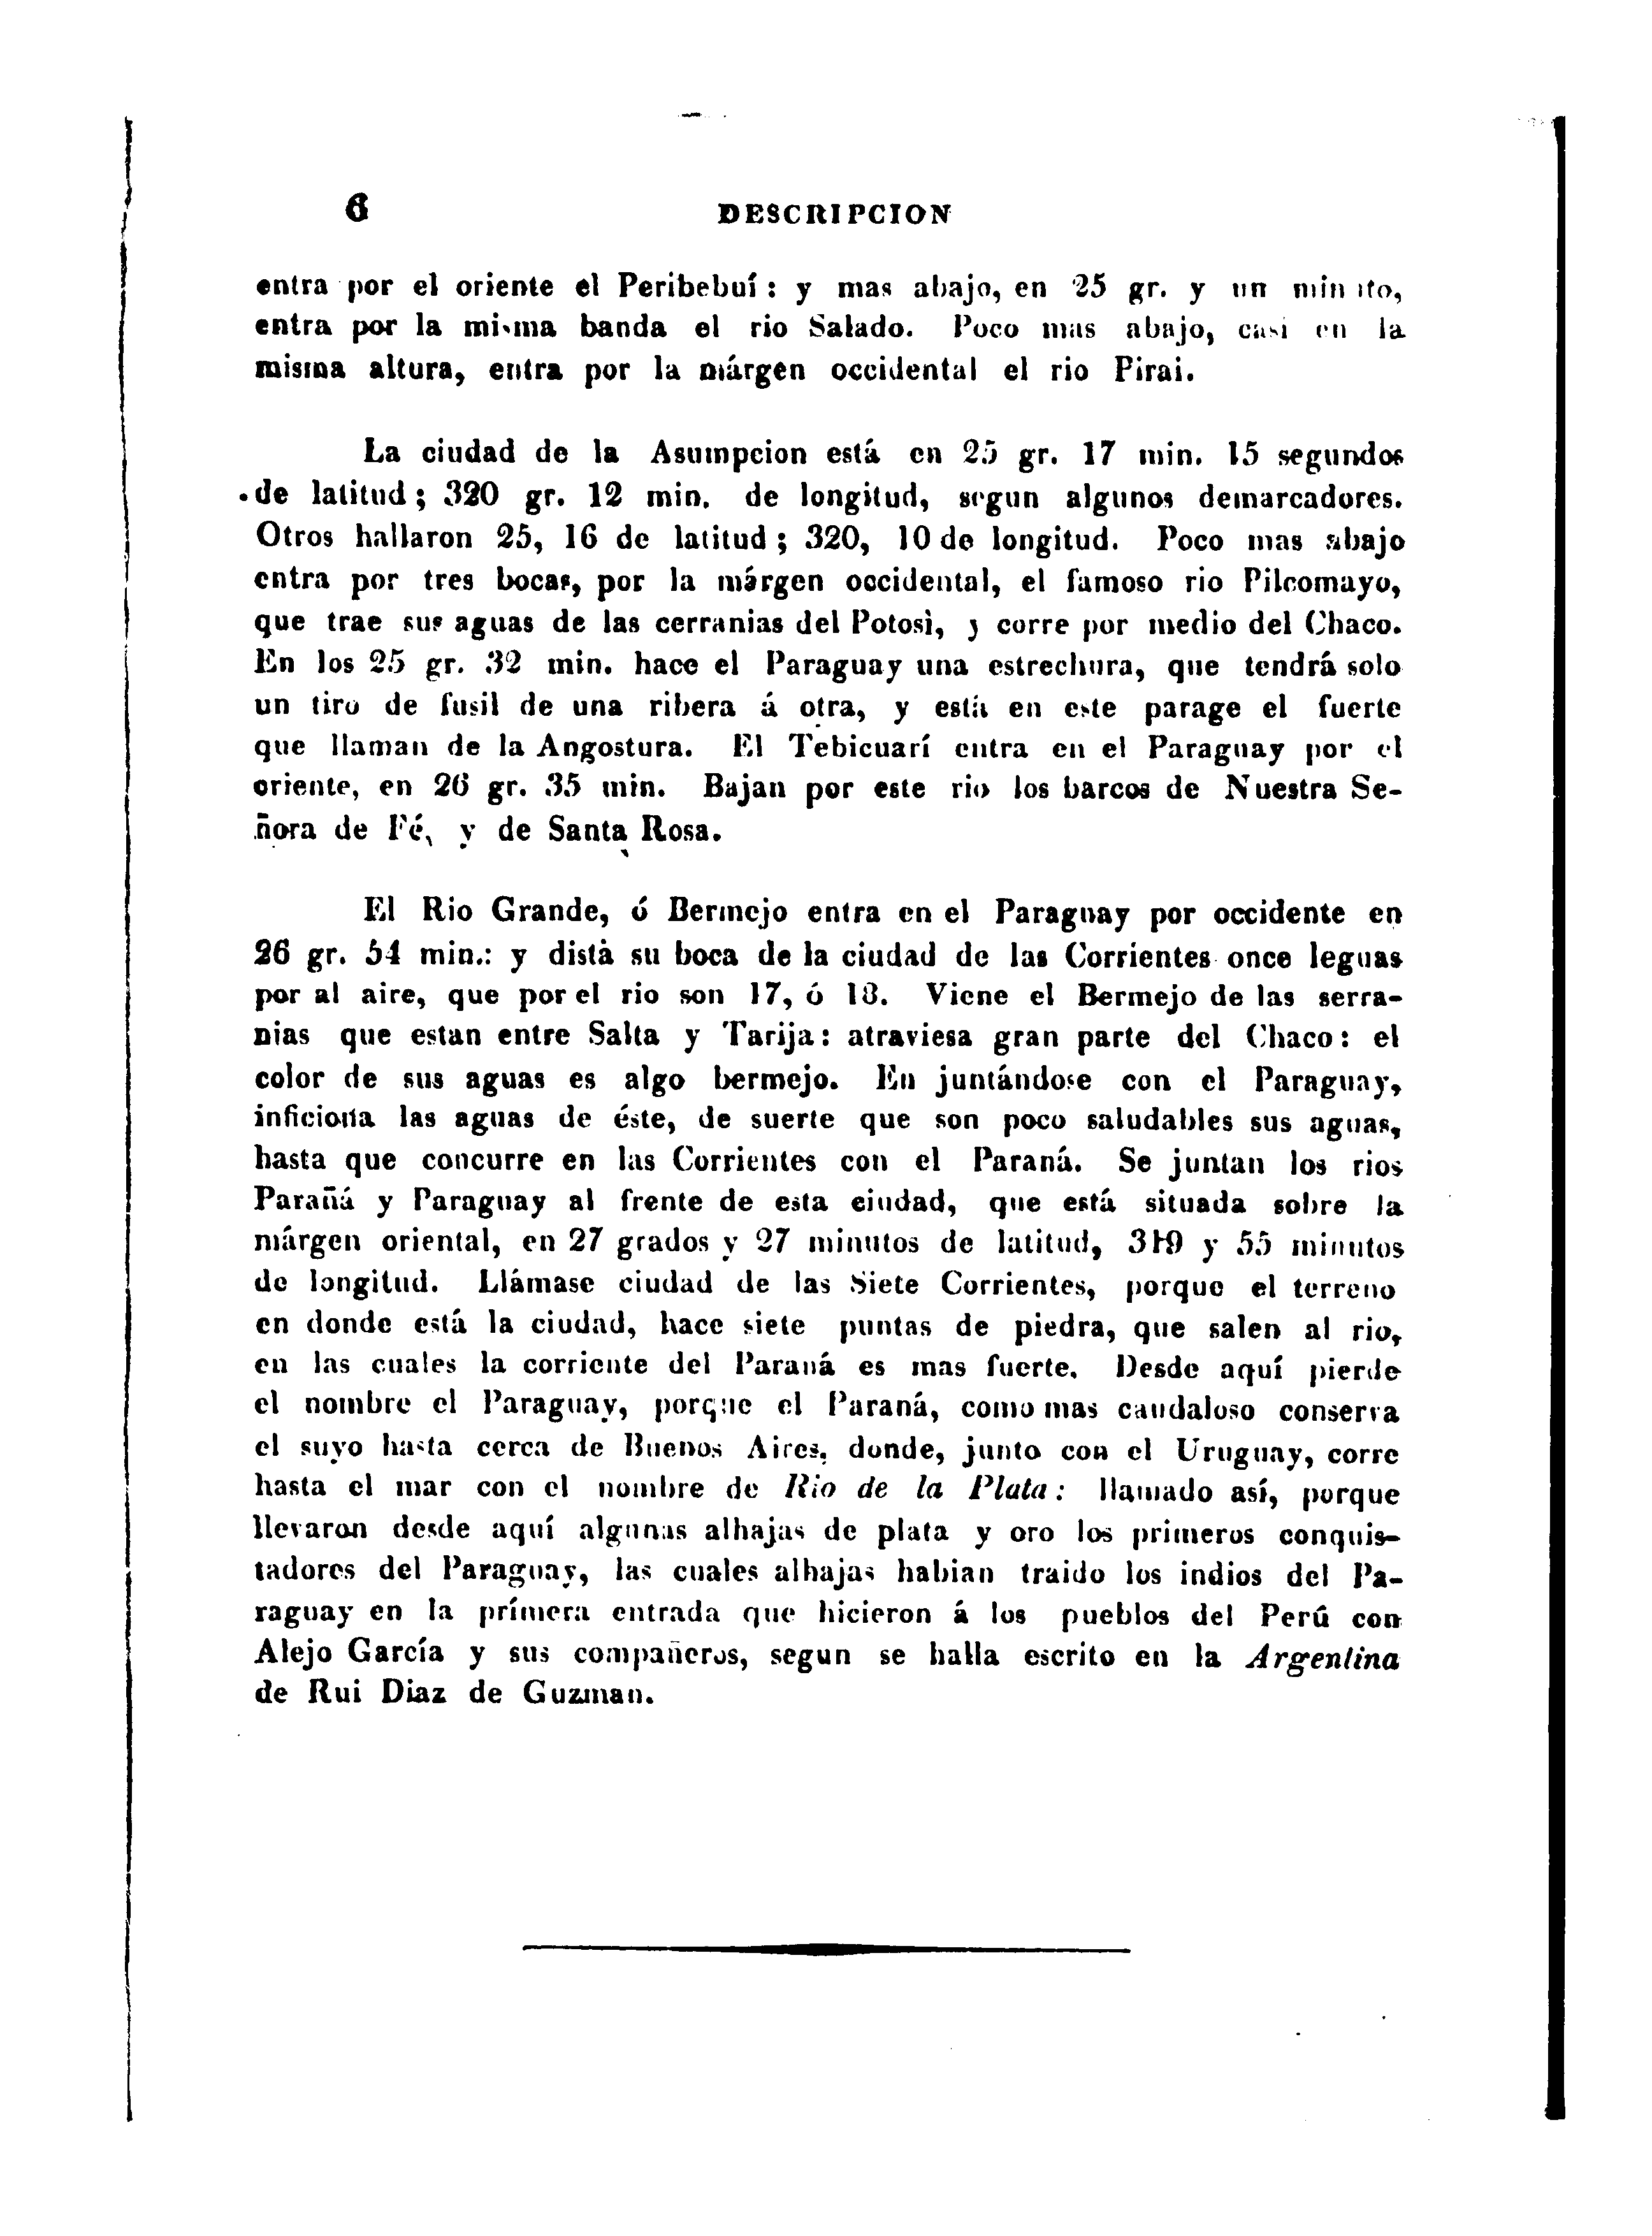 6 DESCRIPCION
entra por el oriente el Peribebuí: y mas abajo, en 25 gr. y un minuto,
entra por la misma banda el rio Salado. Poco mas abajo, casi en la
misma altura, entra por la márgen occidental el rio Pirai.
La ciudad de la Asumpcion está en 25 gr. 17 min. 15 segundos
de latitud; 320 gr. 12 min. de longitud, segun algunos demarcadores.
Otros hallaron 25, 16 de latitud; 320, 10 de longitud. Poco mas abajo
entra por tres bocas, por la márgen occidental, el famoso rio Pilcomayo,
que trae sus aguas de las cerranias del Potosì, y corre por medio del Chaco.
En los 25 gr. 32 min. hace el Paraguay una estrechura, que tendrá solo
un tiro de fusil de una ribera á otra, y está en este parage el fuerte
que llaman de la Angostura. El Tebicuarí entra en el Paraguay por el
oriente, en 26 gr. 35 min. Bajan por este rio los barcos de Nuestra Se-
ñora de Fé, y de Santa Rosa.
El Rio Grande, ó Bermejo entra en el Paraguay por occidente en
26 gr. 54 min.: y distà su boca de la ciudad de las Corrientes once leguas
por al aire, que por el rio son 17, ó 18. Viene el Bermejo de las serra-
nias que estan entre Salta y Tarija: atraviesa gran parte del Chaco: el
color de sus aguas es algo bermejo. En juntándose con el Paraguay,
inficiona las aguas de éste, de suerte que son poco saludables sus aguas,
hasta que concurre en las Corrientes con el Paraná. Se juntan los rios
Parañá y Paraguay al frente de esta ciudad, que está situada sobre la
márgen oriental, en 27 grados y 27 minutos de latitud, 319 y 55 minutos
de longitud. Llámase ciudad de las Siete Corrientes, porque el terreno
en donde está la ciudad, hace siete puntas de piedra, que salen al rio,
en las cuales la corriente del Paraná es mas fuerte. Desde aquí pierde
el nombre el Paraguay, porque el Paraná, como mas caudaloso conserva
el suyo hasta cerca de Buenos Aires, donde, junto con el Uruguay, corre
hasta el mar con el nombre de Rio de la Plata: llamado así, porque
llevaron desde aquí algunas alhajas de plata y oro los primeros conquis-
tadores del Paraguay, las cuales alhajas habian traido los indios del Pa-
raguay en la prímera entrada que hicieron á los pueblos del Perú con
Alejo García y sus compañeros, segun se halla escrito en la Argentina
de Rui Diaz de Guzman.